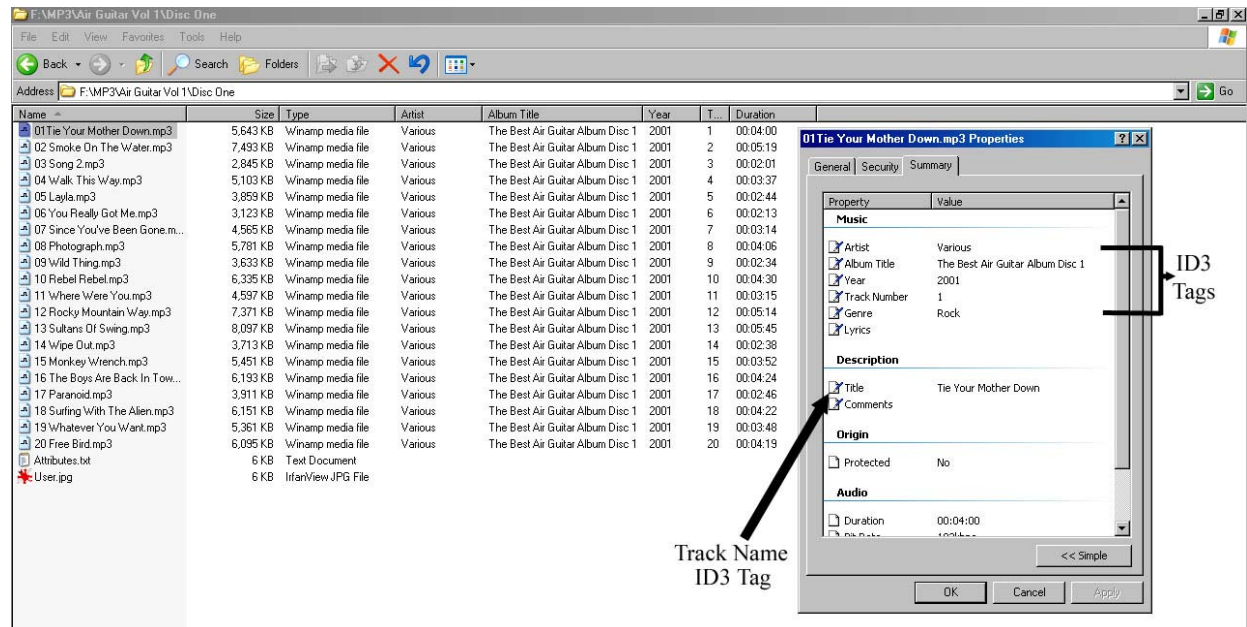 F:\MP3\Air Guitar Vol 1\Disc One
File Edit View Favorites Tools Help
Back Search Folders
Address F:\MP3\Air Guitar Vol 1\Disc One Go
Name Size Type Artist Album Title Year T... Duration
01Tie Your Mother Down.mp3 5,643 KB Winamp media file Various The Best Air Guitar Album Disc 1 2001 1 00:04:00
02 Smoke On The Water.mp3 7,493 KB Winamp media file Various The Best Air Guitar Album Disc 1 2001 2 00:05:19
03 Song 2.mp3 2,845 KB Winamp media file Various The Best Air Guitar Album Disc 1 2001 3 00:02:01
04 Walk This Way.mp3 5,103 KB Winamp media file Various The Best Air Guitar Album Disc 1 2001 4 00:03:37
05 Layla.mp3 3,859 KB Winamp media file Various The Best Air Guitar Album Disc 1 2001 5 00:02:44
06 You Really Got Me.mp3 3,123 KB Winamp media file Various The Best Air Guitar Album Disc 1 2001 6 00:02:13
07 Since You've Been Gone.m... 4,565 KB Winamp media file Various The Best Air Guitar Album Disc 1 2001 7 00:03:14
08 Photograph.mp3 5,781 KB Winamp media file Various The Best Air Guitar Album Disc 1 2001 8 00:04:06
09 Wild Thing.mp3 3,633 KB Winamp media file Various The Best Air Guitar Album Disc 1 2001 9 00:02:34
10 Rebel Rebel.mp3 6,335 KB Winamp media file Various The Best Air Guitar Album Disc 1 2001 10 00:04:30
11 Where Were You.mp3 4,597 KB Winamp media file Various The Best Air Guitar Album Disc 1 2001 11 00:03:15
12 Rocky Mountain Way.mp3 7,371 KB Winamp media file Various The Best Air Guitar Album Disc 1 2001 12 00:05:14
13 Sultans Of Swing.mp3 8,097 KB Winamp media file Various The Best Air Guitar Album Disc 1 2001 13 00:05:45
14 Wipe Out.mp3 3,713 KB Winamp media file Various The Best Air Guitar Album Disc 1 2001 14 00:02:38
15 Monkey Wrench.mp3 5,451 KB Winamp media file Various The Best Air Guitar Album Disc 1 2001 15 00:03:52
16 The Boys Are Back In Tow... 6,193 KB Winamp media file Various The Best Air Guitar Album Disc 1 2001 16 00:04:24
17 Paranoid.mp3 3,911 KB Winamp media file Various The Best Air Guitar Album Disc 1 2001 17 00:02:46
18 Surfing With The Alien.mp3 6,151 KB Winamp media file Various The Best Air Guitar Album Disc 1 2001 18 00:04:22
19 Whatever You Want.mp3 5,361 KB Winamp media file Various The Best Air Guitar Album Disc 1 2001 19 00:03:48
20 Free Bird.mp3 6,095 KB Winamp media file Various The Best Air Guitar Album Disc 1 2001 20 00:04:19
Attributes.txt 6 KB Text Document
User.jpg 6 KB IrfanView JPG File
01Tie Your Mother Down.mp3 Properties
General Security Summary
Property Value
Music
Artist Various
Album Title The Best Air Guitar Album Disc 1
Year 2001
Track Number 1
Genre Rock
Lyrics
Description
Title Tie Your Mother Down
Comments
Origin
Protected No
Audio
Duration 00:04:00
<< Simple
OK Cancel Apply
ID3
Tags
Track Name
ID3 Tag